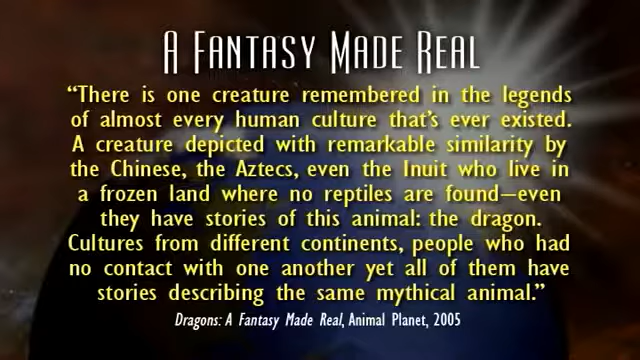 A Fantasy Made Real
“There is one creature remembered in the legends
of almost every human culture that’s ever existed.
A creature depicted with remarkable similarity by
the Chinese, the Aztecs, even the Inuit who live in
a frozen land where no reptiles are found—even
they have stories of this animal: the dragon.
Cultures from different continents, people who had
no contact with one another yet all of them have
stories describing the same mythical animal.”
Dragons: A Fantasy Made Real, Animal Planet, 2005